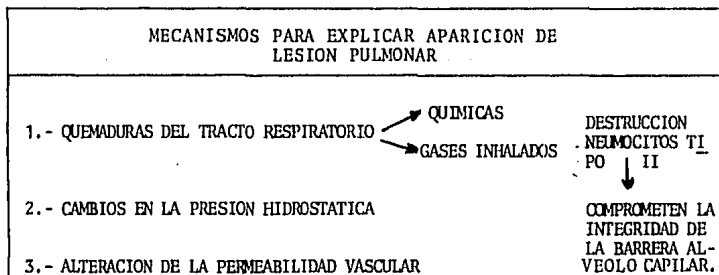 MECANISMOS PARA EXPLICAR APARICION DE
LESION PULMONAR
1.- QUEMADURAS DEL TRACTO RESPIRATORIO
QUIMICAS
GASES INHALADOS
DESTRUCCION
NEUMOCITOS TI
PO II
2.- CAMBIOS EN LA PRESION HIDROSTATICA
3.- ALTERACION DE LA PERMEABILIDAD VASCULAR
COMPROMETEN LA
INTEGRIDAD DE
LA BARRERA AL-
VEOLO CAPILAR.